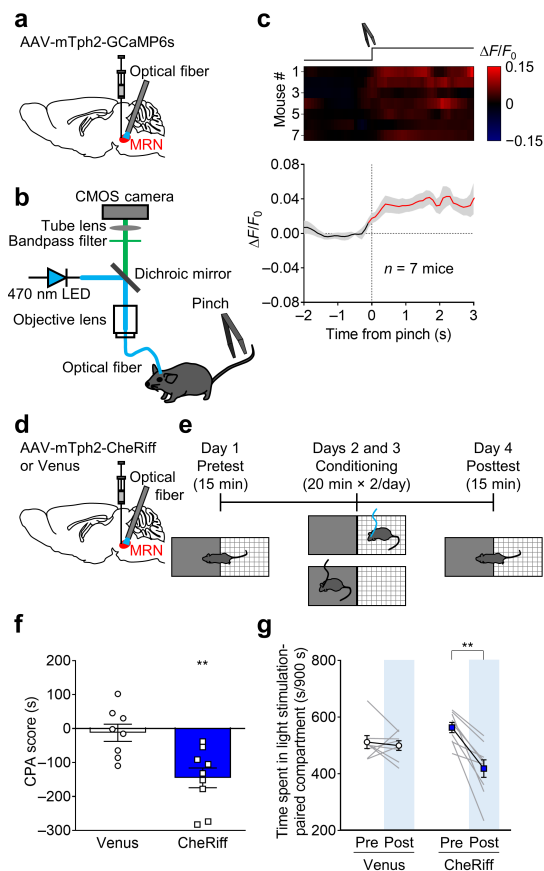 a
AAV-mTph2-GCaMP6s
Optical fiber
MRN
b
CMOS camera
Tube lens
Bandpass filter
Dichroic mirror
470 nm LED
Objective lens
Pinch
Optical fiber
c
ΔF/F0
Mouse #
1
3
5
7
0.15
0
−0.15
ΔF/F0
0.08
0.04
0.00
−0.04
−0.08
n = 7 mice
−2 −1 0 1 2 3
Time from pinch (s)
d
AAV-mTph2-CheRiff
or Venus
Optical
fiber
MRN
e
Day 1
Pretest
(15 min)
Days 2 and 3
Conditioning
(20 min × 2/day)
Day 4
Posttest
(15 min)
f
CPA score (s)
200
100
0
−100
−200
−300
**
Venus CheRiff
g
Time spent in light stimulation-
paired compartment (s/900 s)
800
600
400
200
**
Pre Post Pre Post
Venus CheRiff